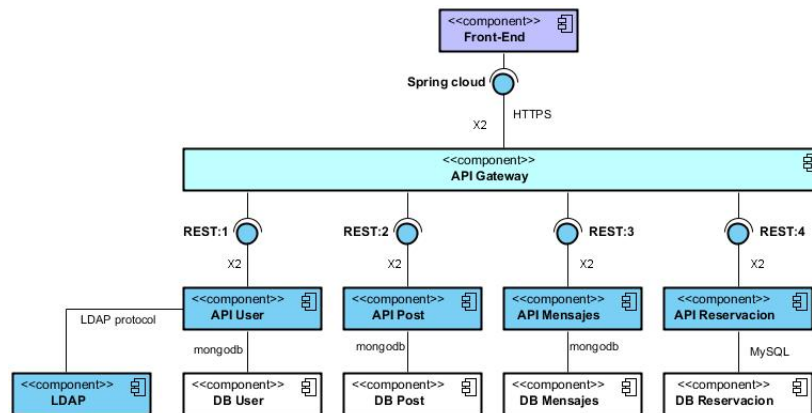 <<component>>
Front-End
Spring cloud
HTTPS
X2
<<component>>
API Gateway
REST:1
REST:2
REST:3
REST:4
X2
X2
X2
X2
<<component>>
API User
<<component>>
API Post
<<component>>
API Mensajes
<<component>>
API Reservacion
LDAP protocol
mongodb
mongodb
mongodb
MySQL
<<component>>
LDAP
<<component>>
DB User
<<component>>
DB Post
<<component>>
DB Mensajes
<<component>>
DB Reservacion